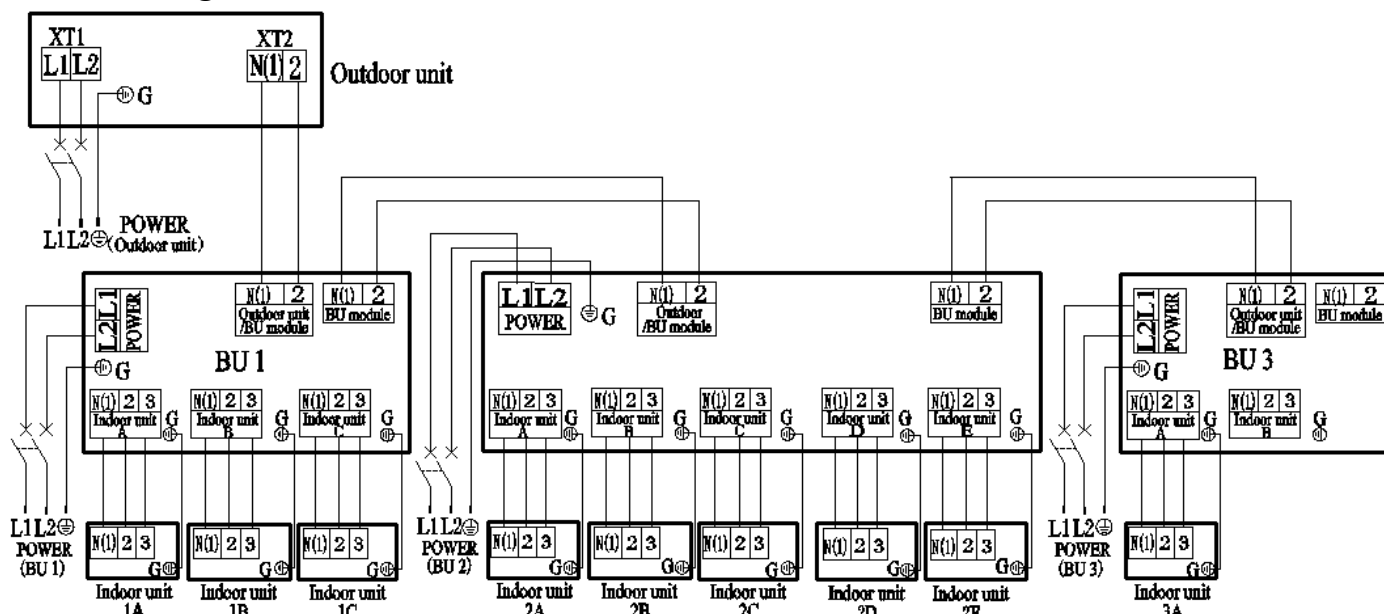 XT1
XT2
L1 L2
N(1) 2
Outdoor unit
G
POWER
L1 L2 (Outdoor unit)
L1
L2
POWER
N(1) 2
Outdoor unit
/BU module
N(1) 2
BU module
BU 1
G
N(1) 2 3
Indoor unit
A
G
N(1) 2 3
Indoor unit
B
G
N(1) 2 3
Indoor unit
C
G
L1 L2
POWER
(BU 1)
N(1) 2 3
G
Indoor unit
1A
N(1) 2 3
G
Indoor unit
1B
N(1) 2 3
G
Indoor unit
1C
L1 L2
POWER
G
N(1) 2
Outdoor
/BU module
N(1) 2
BU module
N(1) 2 3
Indoor unit
A
G
N(1) 2 3
Indoor unit
B
G
N(1) 2 3
Indoor unit
C
G
N(1) 2 3
Indoor unit
D
G
N(1) 2 3
Indoor unit
E
G
L1 L2
POWER
(BU 2)
N(1) 2 3
G
Indoor unit
2A
N(1) 2 3
G
Indoor unit
2B
N(1) 2 3
G
Indoor unit
2C
N(1) 2 3
G
Indoor unit
2D
N(1) 2 3
G
Indoor unit
2E
L1
L2
POWER
N(1) 2
Outdoor unit
/BU module
N(1) 2
BU module
BU 3
G
N(1) 2 3
Indoor unit
A
G
N(1) 2 3
Indoor unit
B
G
L1 L2
POWER
(BU 3)
N(1) 2 3
G
Indoor unit
3A